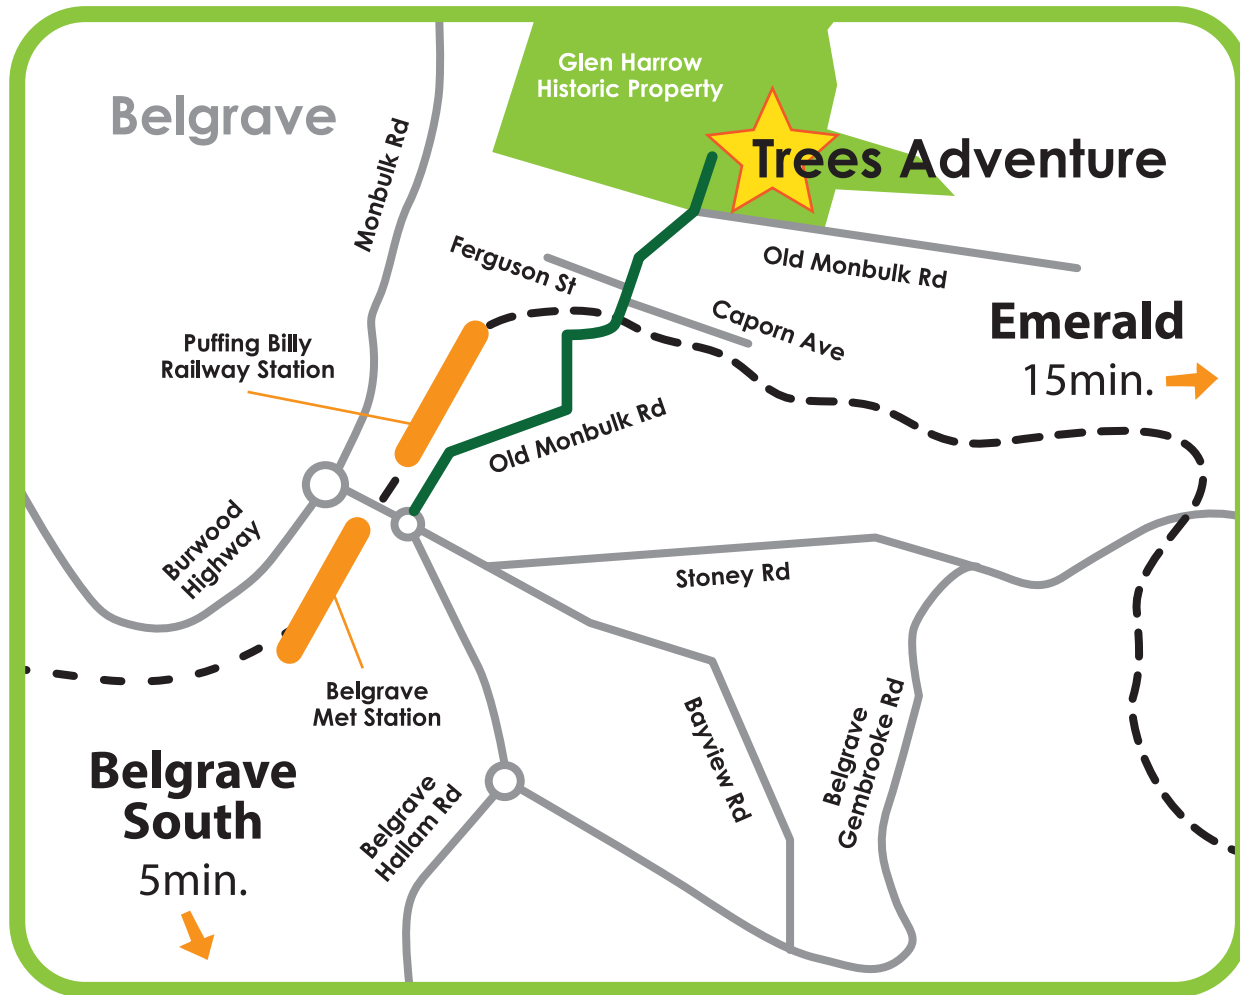 Glen Harrow
Historic Property
Belgrave
Trees Adventure
Monbulk Rd
Ferguson St
Old Monbulk Rd
Caporn Ave
Emerald
15min.
Puffing Billy
Railway Station
Old Monbulk Rd
Burwood
Highway
Stoney Rd
Belgrave
Met Station
Bayview Rd
Belgrave
Gembrooke Rd
Belgrave
South
5min.
Belgrave
Hallam Rd